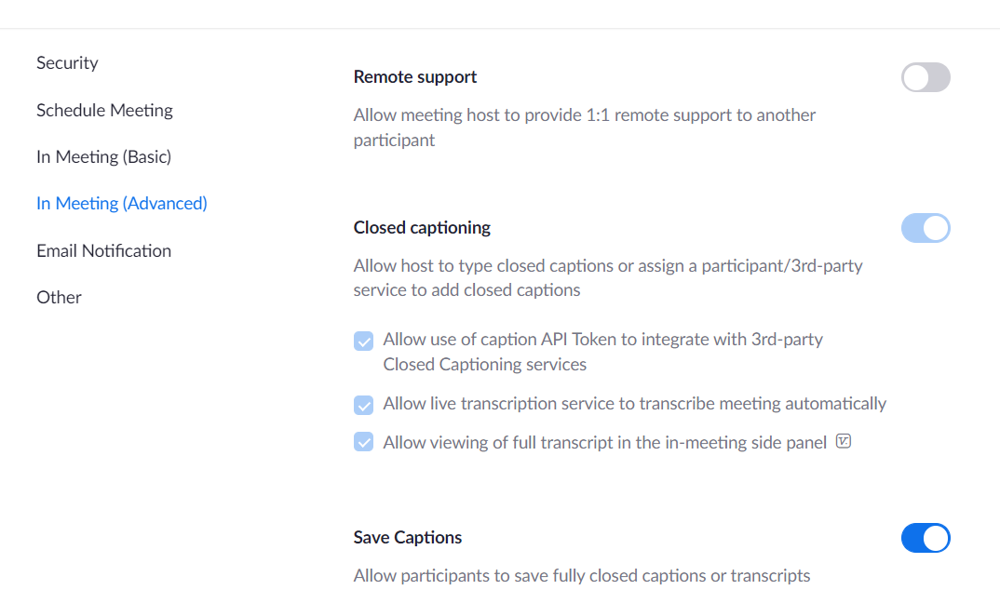 Security
Schedule Meeting
In Meeting (Basic)
In Meeting (Advanced)
Email Notification
Other
Remote support
Allow meeting host to provide 1:1 remote support to another
participant
Closed captioning
Allow host to type closed captions or assign a participant/3rd-party
service to add closed captions
Allow use of caption API Token to integrate with 3rd-party
Closed Captioning services
Allow live transcription service to transcribe meeting automatically
Allow viewing of full transcript in the in-meeting side panel
Save Captions
Allow participants to save fully closed captions or transcripts